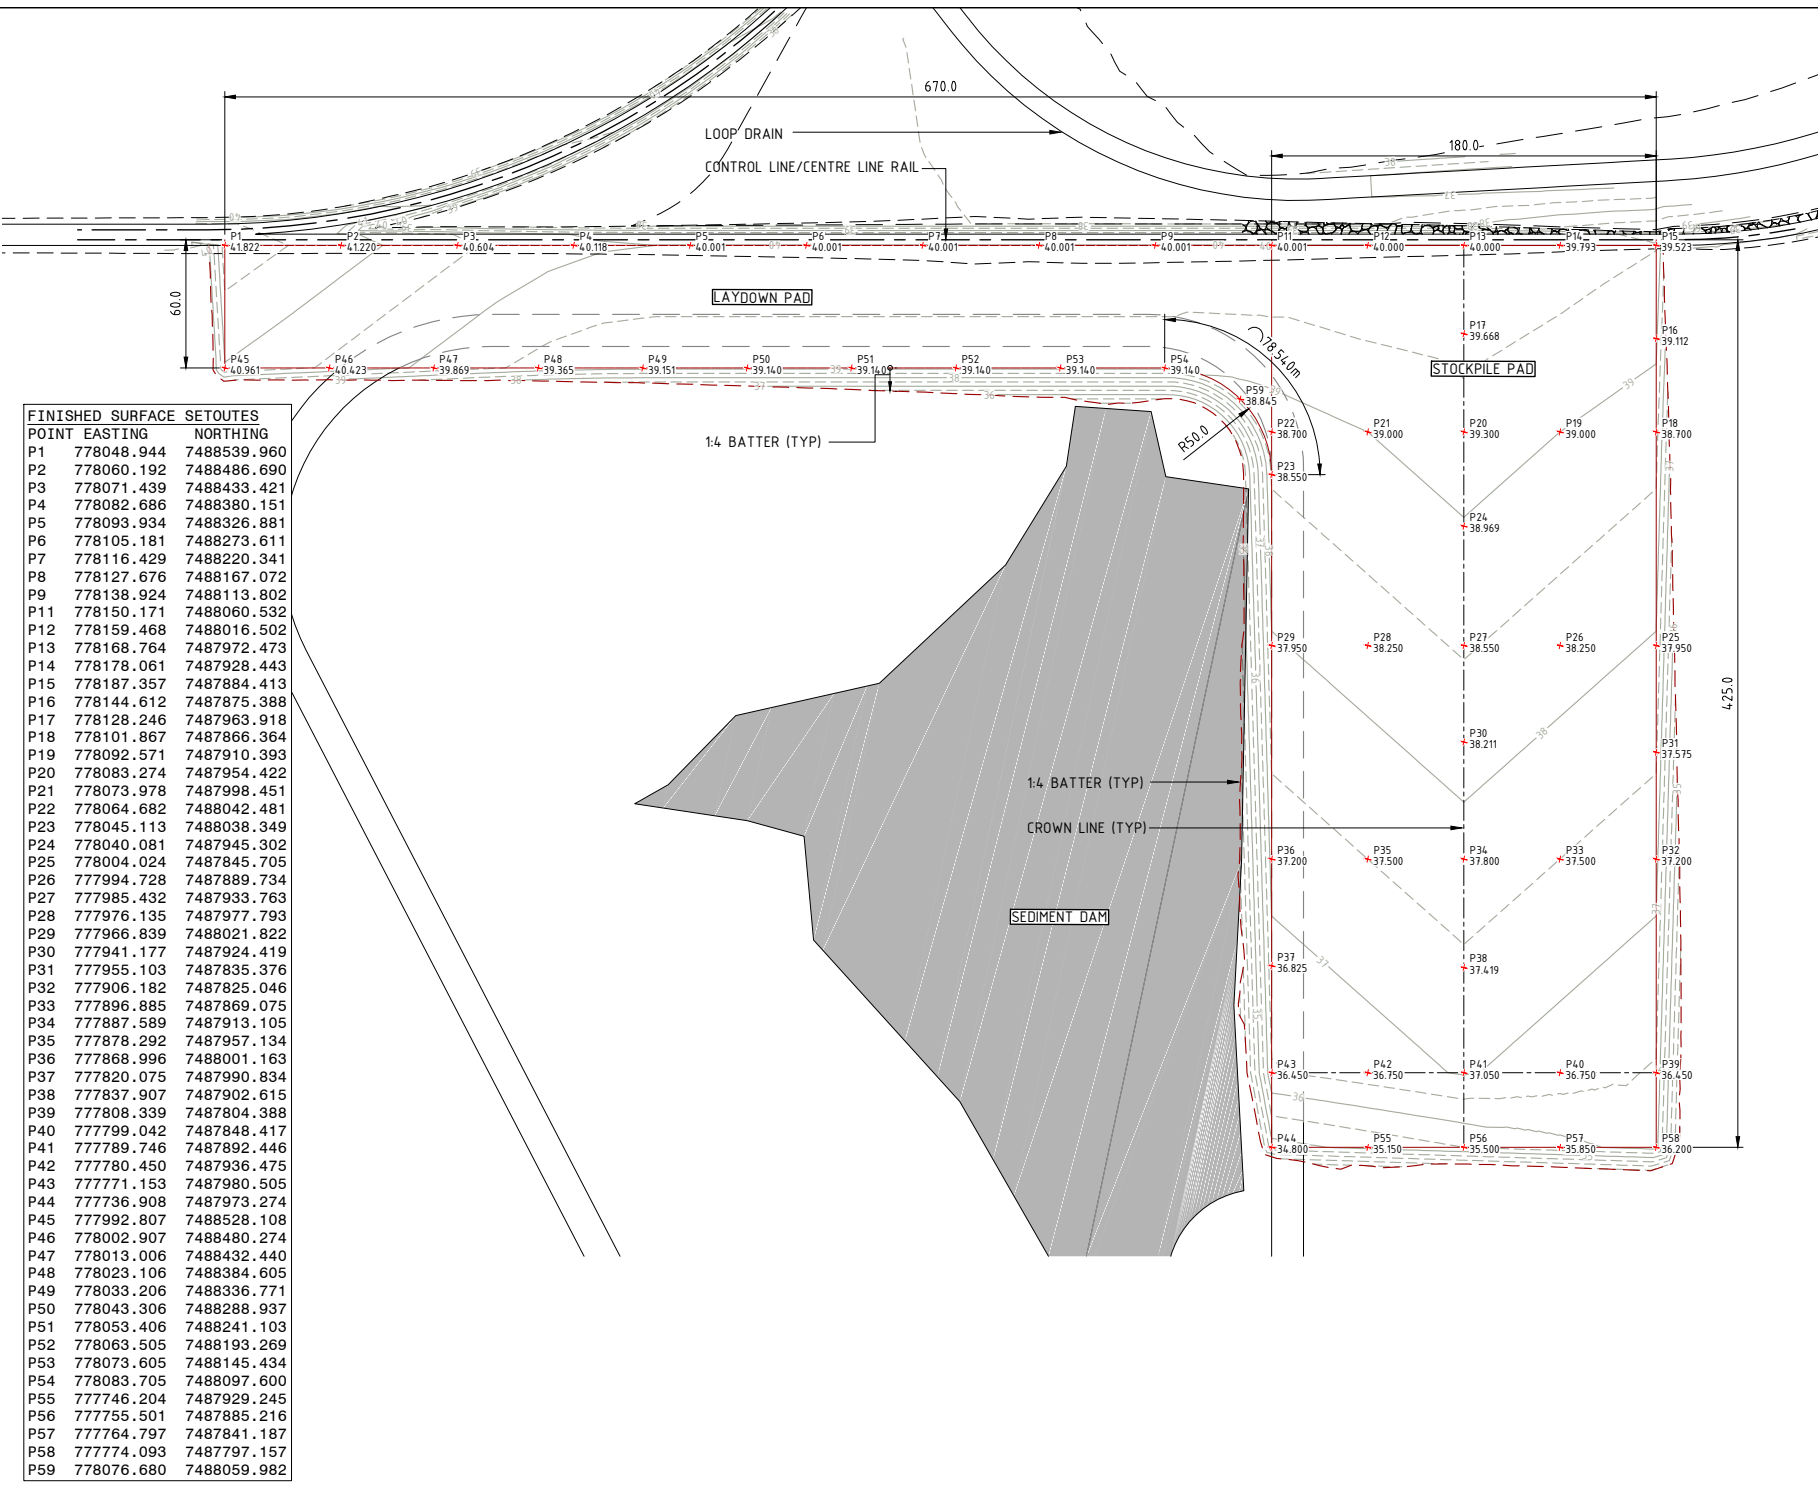 670.0
LOOP DRAIN
180.0
CONTROL LINE/CENTRE LINE RAIL
P1 P2 P3 P4 P5 P6 P7 P8 P9 P11 P12 P13 P14 P15
41.822 41.220 40.604 40.118 40.001 40.001 40.001 40.001 40.001 40.001 40.000 40.000 39.793 39.523
60.0
LAYDOWN PAD
P17
39.668
P16
39.112
78.540m
P45 P46 P47 P48 P49 P50 P51 P52 P53 P54
40.961 40.423 39.869 39.365 39.151 39.140 39.140 39.140 39.140 39.140
STOCKPILE PAD
P59
38.845
R50.0
1:4 BATTER (TYP)
P22 P21 P20 P19 P18
38.700 39.000 39.300 39.000 38.700
P23
38.550
P24
38.969
P29 P28 P27 P26 P25
37.950 38.250 38.550 38.250 37.950
425.0
P30
38.211
P31
37.575
1:4 BATTER (TYP)
CROWN LINE (TYP)
P36 P35 P34 P33 P32
37.200 37.500 37.800 37.500 37.200
SEDIMENT DAM
P37
36.825
P38
37.419
P43 P42 P41 P40 P39
36.450 36.750 37.050 36.750 36.450
P44 P55 P56 P57 P58
34.800 35.150 35.500 35.850 36.200
FINISHED SURFACE SETOUTES
POINT EASTING NORTHING
P1 778048.944 7488539.960
P2 778060.192 7488486.690
P3 778071.439 7488433.421
P4 778082.686 7488380.151
P5 778093.934 7488326.881
P6 778105.181 7488273.611
P7 778116.429 7488220.341
P8 778127.676 7488167.072
P9 778138.924 7488113.802
P11 778150.171 7488060.532
P12 778159.468 7488016.502
P13 778168.764 7487972.473
P14 778178.061 7487928.443
P15 778187.357 7487884.413
P16 778144.612 7487875.388
P17 778128.246 7487963.918
P18 778101.867 7487866.364
P19 778092.571 7487910.393
P20 778083.274 7487954.422
P21 778073.978 7487998.451
P22 778064.682 7488042.481
P23 778045.113 7488038.349
P24 778040.081 7487945.302
P25 778004.024 7487845.705
P26 777994.728 7487889.734
P27 777985.432 7487933.763
P28 777976.135 7487977.793
P29 777966.839 7488021.822
P30 777941.177 7487924.419
P31 777955.103 7487835.376
P32 777906.182 7487825.046
P33 777896.885 7487869.075
P34 777887.589 7487913.105
P35 777878.292 7487957.134
P36 777868.996 7488001.163
P37 777820.075 7487990.834
P38 777837.907 7487902.615
P39 777808.339 7487804.388
P40 777799.042 7487848.417
P41 777789.746 7487892.446
P42 777780.450 7487936.475
P43 777771.153 7487980.505
P44 777736.908 7487973.274
P45 777992.807 7488528.108
P46 778002.907 7488480.274
P47 778013.006 7488432.440
P48 778023.106 7488384.605
P49 778033.206 7488336.771
P50 778043.306 7488288.937
P51 778053.406 7488241.103
P52 778063.505 7488193.269
P53 778073.605 7488145.434
P54 778083.705 7488097.600
P55 777746.204 7487929.245
P56 777755.501 7487885.216
P57 777764.797 7487841.187
P58 777774.093 7487797.157
P59 778076.680 7488059.982